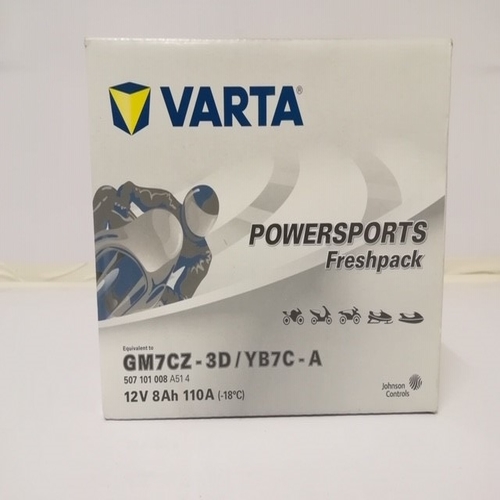 VARTA®
POWERSPORTS
Freshpack
Equivalent to
GM7CZ - 3D / YB7C - A
507 101 008 A51 4
12V 8Ah 110A (-18°C)
Johnson
Controls